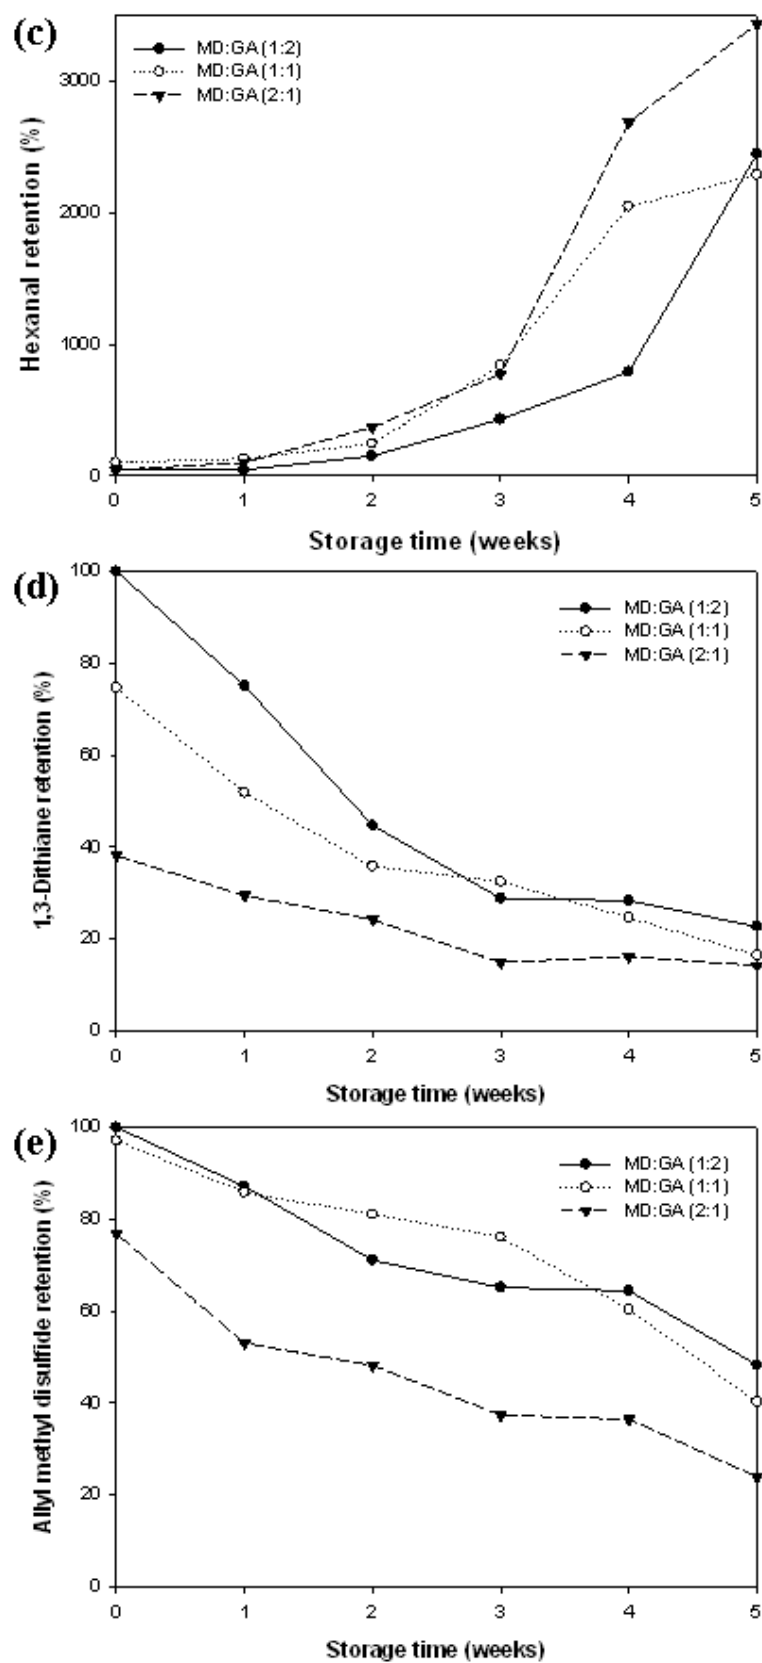 (c)
MD:GA (1:2)
MD:GA (1:1)
MD:GA (2:1)
Hexanal retention (%)
3000
2000
1000
0
0 1 2 3 4 5
Storage time (weeks)
(d)
MD:GA (1:2)
MD:GA (1:1)
MD:GA (2:1)
1,3-Dithiane retention (%)
100
80
60
40
20
0
0 1 2 3 4 5
Storage time (weeks)
(e)
MD:GA (1:2)
MD:GA (1:1)
MD:GA (2:1)
Allyl methyl disulfide retention (%)
100
80
60
40
20
0
0 1 2 3 4 5
Storage time (weeks)